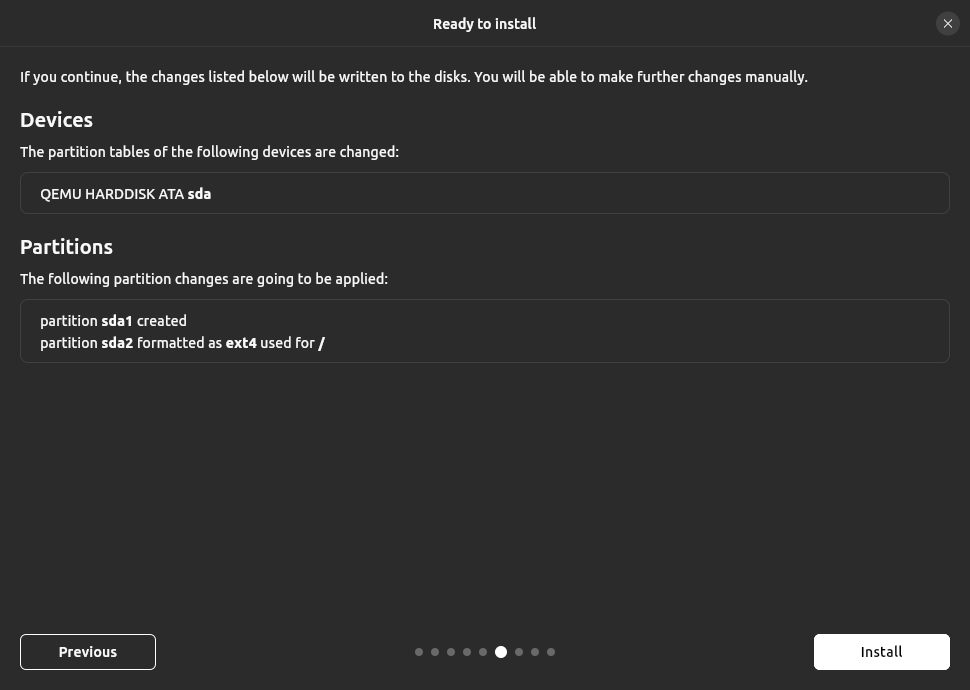 Ready to install
If you continue, the changes listed below will be written to the disks. You will be able to make further changes manually.
Devices
The partition tables of the following devices are changed:
QEMU HARDDISK ATA sda
Partitions
The following partition changes are going to be applied:
partition sda1 created
partition sda2 formatted as ext4 used for /
Previous
Install